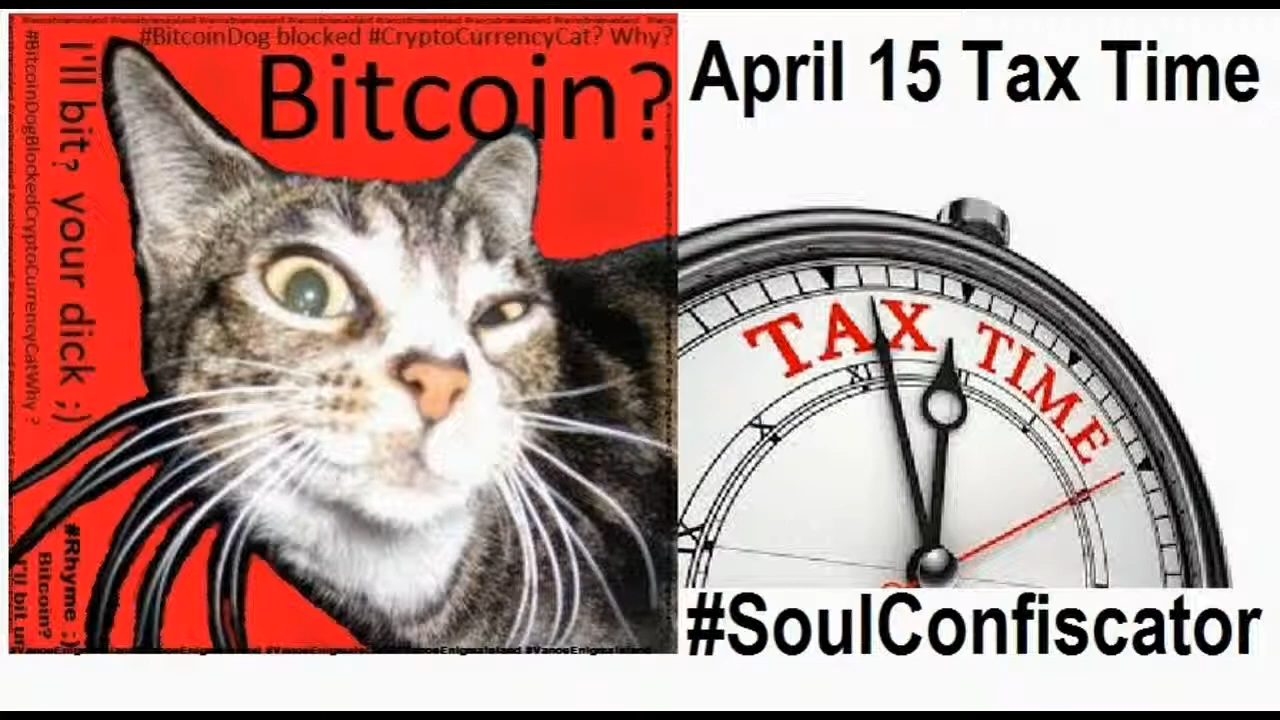 #BitcoinDog blocked #CryptoCurrencyCat? Why?
Bitcoin?
I'll bit? your dick ;)
#BitcoinDogBlockedCryptoCurrencyCatWhy ?
#Rhyme ;)
Bitcoin?
I'll bit
April 15 Tax Time
TAX TIME
XI
X
#SoulConfiscator